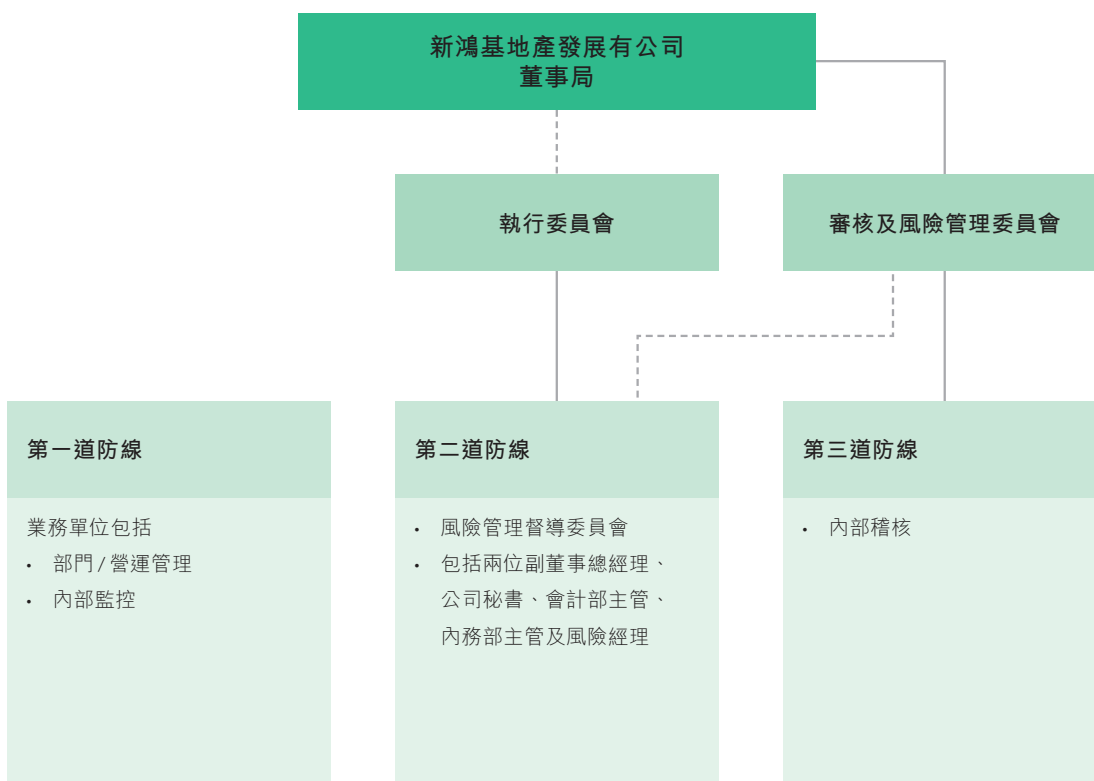 新鴻基地產發展有公司
董事局
執行委員會
審核及風險管理委員會
第一道防線
業務單位包括
• 部門/營運管理
• 內部監控
第二道防線
• 風險管理督導委員會
• 包括兩位副董事總經理、
公司秘書、會計部主管、
內務部主管及風險經理
第三道防線
• 內部稽核